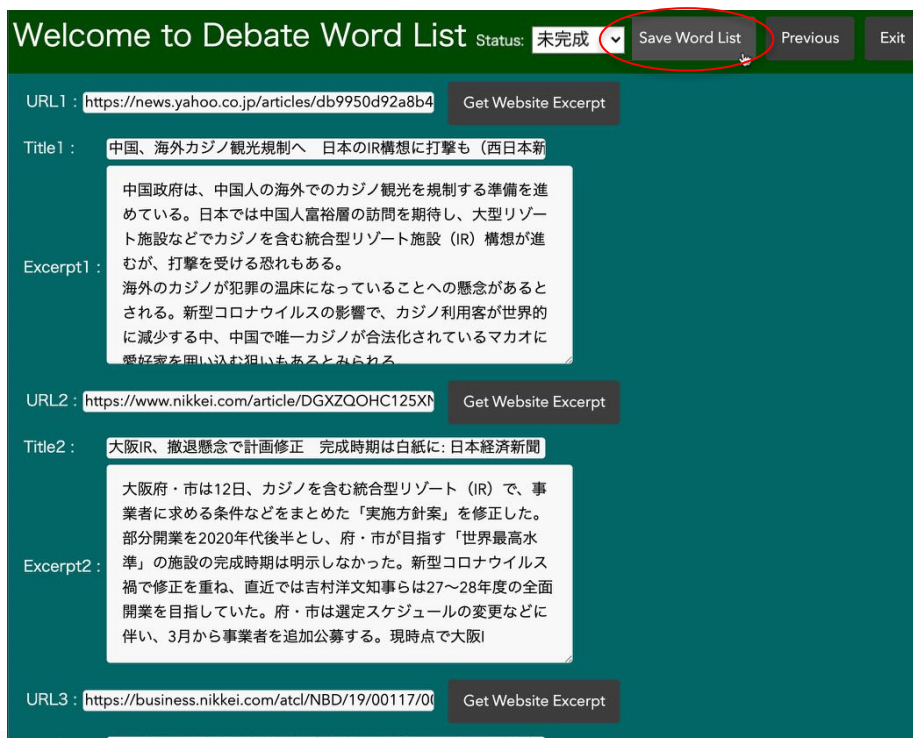 Welcome to Debate Word List Status: 未完成 Save Word List Previous Exit
URL1 : https://news.yahoo.co.jp/articles/db9950d92a8b4 Get Website Excerpt
Title1 : 中国、海外カジノ観光規制へ 日本のIR構想に打撃も（西日本新
中国政府は、中国人の海外でのカジノ観光を規制する準備を進
めている。日本では中国人富裕層の訪問を期待し、大型リゾー
ト施設などでカジノを含む統合型リゾート施設（IR）構想が進
Excerpt1 : むが、打撃を受ける恐れもある。
海外のカジノが犯罪の温床になっていることへの懸念があると
される。新型コロナウイルスの影響で、カジノ利用客が世界的
に減少する中、中国で唯一カジノが合法化されているマカオに
愛好家を囲い込む狙いもあるとみられる
URL2 : https://www.nikkei.com/article/DGXZQOHC125XN Get Website Excerpt
Title2 : 大阪IR、撤退懸念で計画修正 完成時期は白紙に: 日本経済新聞
大阪府・市は12日、カジノを含む統合型リゾート（IR）で、事
業者に求める条件などをまとめた「実施方針案」を修正した。
部分開業を2020年代後半とし、府・市が目指す「世界最高水
Excerpt2 : 準」の施設の完成時期は明示しなかった。新型コロナウイルス
禍で修正を重ね、直近では吉村洋文知事らは27～28年度の全面
開業を目指していた。府・市は選定スケジュールの変更などに
伴い、3月から事業者を追加公募する。現時点で大阪I
URL3 : https://business.nikkei.com/atcl/NBD/19/00117/00 Get Website Excerpt